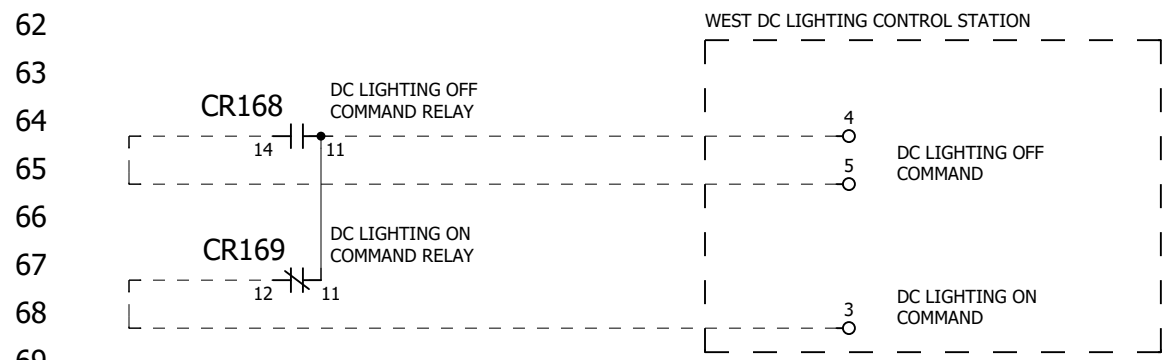 62
WEST DC LIGHTING CONTROL STATION
63
DC LIGHTING OFF
CR168
COMMAND RELAY
64
4
14
11
DC LIGHTING OFF
65
5
COMMAND
66
DC LIGHTING ON
CR169
COMMAND RELAY
67
12
11
DC LIGHTING ON
68
3
COMMAND
69